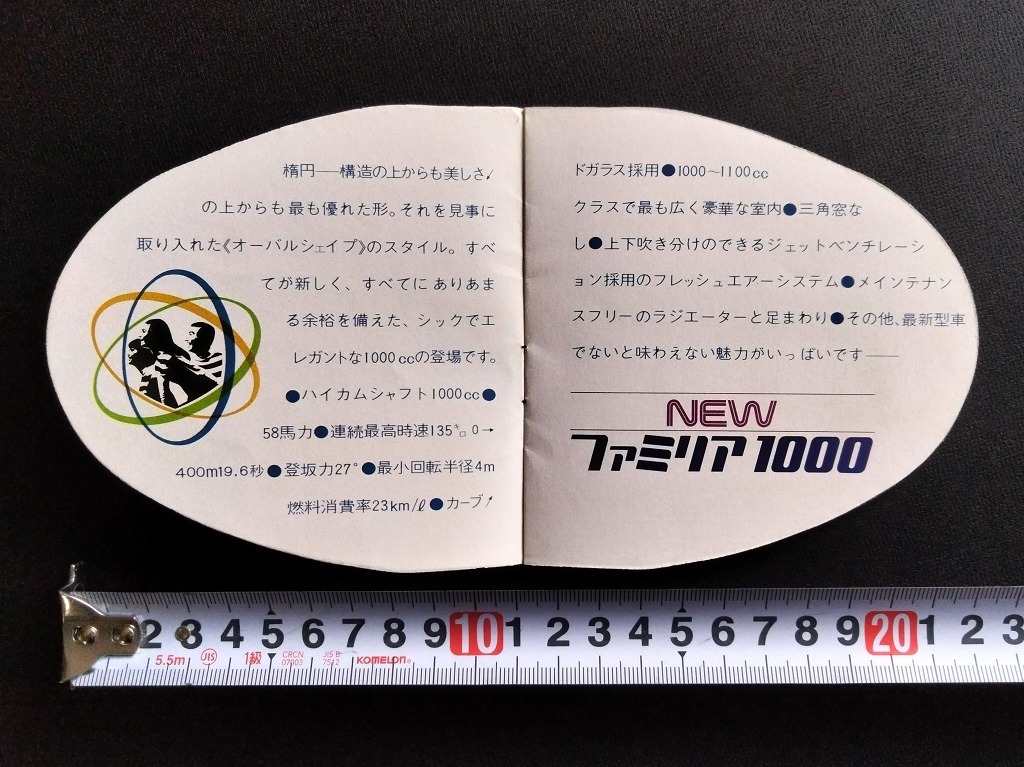 楕円──構造の上からも美しさ
の上からも最も優れた形。それを見事に
取り入れた《オーバルシェイプ》のスタイル。すべ
てが新しく、すべてにありあま
る余裕を備えた、シックでエ
レガントな1000ccの登場です。
●ハイカムシャフト1000cc●
58馬力●連続最高時速135㌔ 0→
400m19.6秒●登坂力27°●最小回転半径4m
燃料消費率23km/ℓ●カーブ
ドガラス採用●1000〜1100cc
クラスで最も広く豪華な室内●三角窓な
し●上下吹き分けのできるジェットベンチレーシ
ョン採用のフレッシュエアーシステム●メインテナン
スフリーのラジエーターと足まわり●その他、最新型車
でないと味わえない魅力がいっぱいです──
NEW
ファミリア1000
2 3 4 5 6 7 8 9 10 1 2 3 4 5 6 7 8 9 20 1 2 3
5.5m JIS 1級 CRCN 07003 JIS B 7512 KOMELON